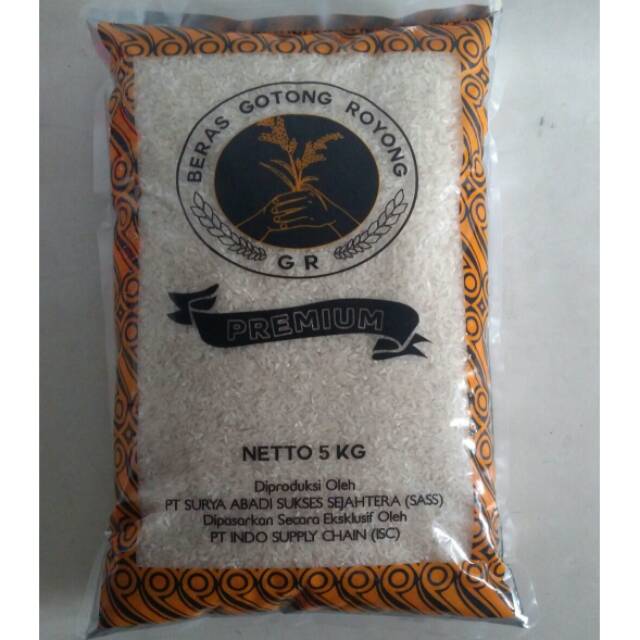 BERAS GOTONG ROYONG
GR
PREMIUM
NETTO 5 KG
Diproduksi Oleh
PT SURYA ABADI SUKSES SEJAHTERA (SASS)
Dipasarkan Secara Eksklusif Oleh
PT INDO SUPPLY CHAIN (ISC)